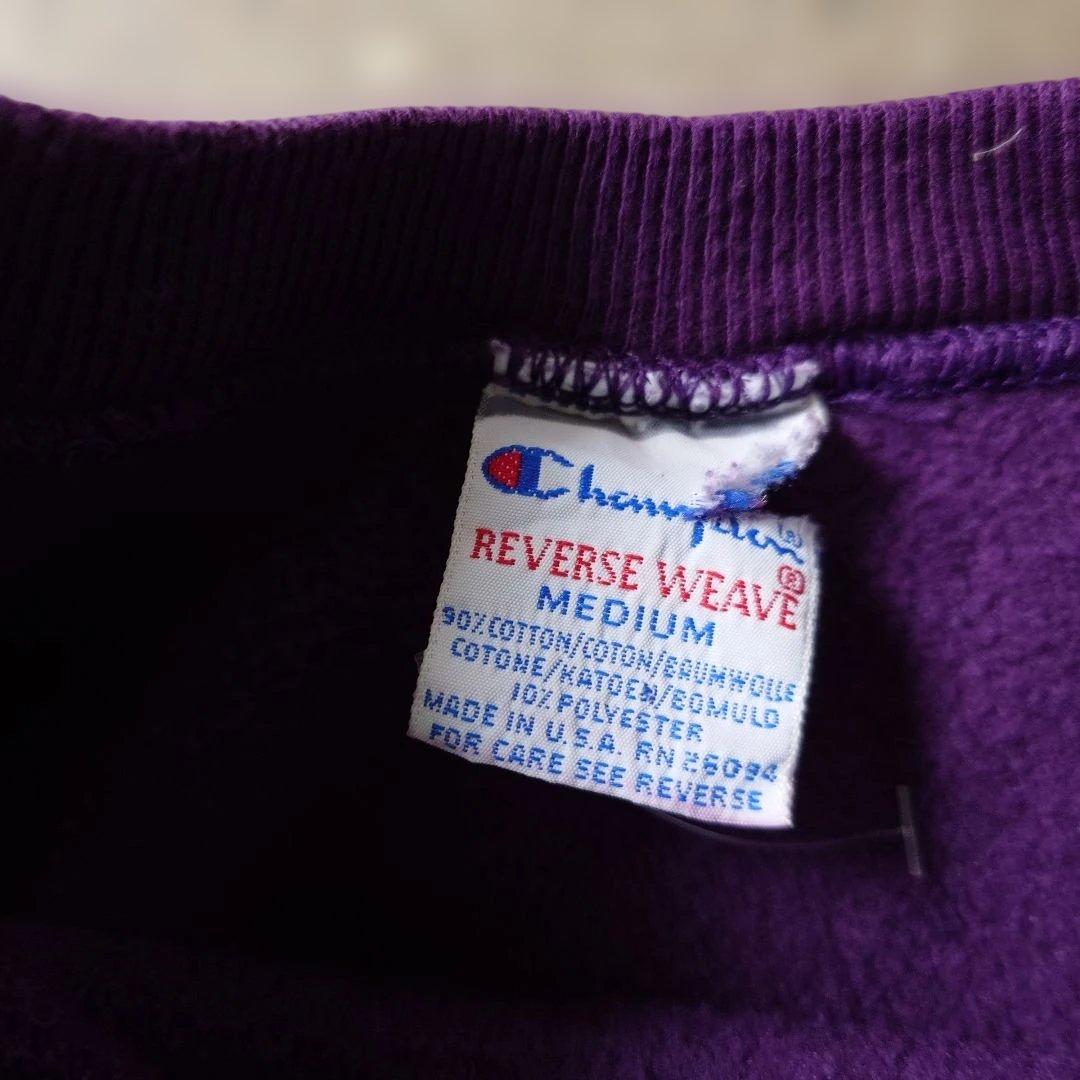 Champion®
REVERSE WEAVE®
MEDIUM
90% COTTON/COTON/BAUMWOLLE
COTONE/KATOEN/BOMULD
10% POLYESTER
MADE IN U.S.A. RN 26094
FOR CARE SEE REVERSE